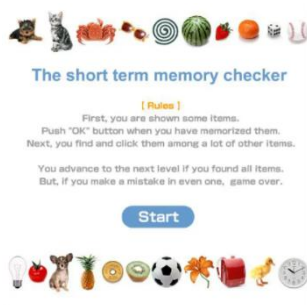 The short term memory checker
[ Rules ]
First, you are shown some items.
Push "OK" button when you have memorized them.
Next, you find and click them among a lot of other items.
You advance to the next level if you found all items.
But, if you make a mistake in even one, game over.
Start